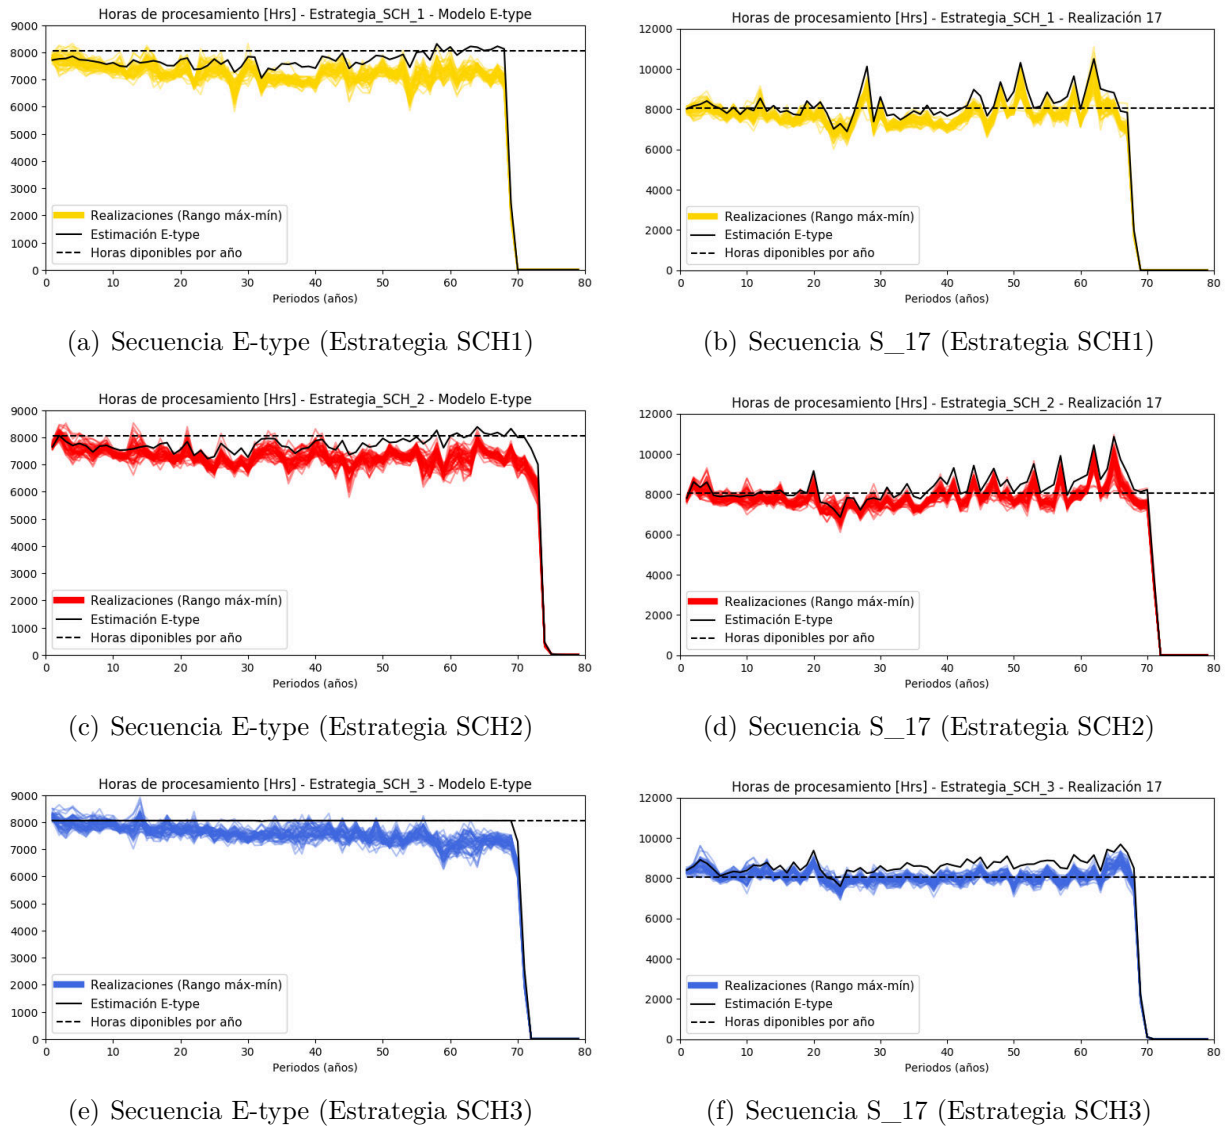 Horas de procesamiento [Hrs] - Estrategia_SCH_1 - Modelo E-type
9000
8000
7000
6000
5000
4000
3000
2000
1000
0
Realizaciones (Rango máx-mín)
Estimación E-type
Horas diponibles por año
0 10 20 30 40 50 60 70 80
Periodos (años)
(a) Secuencia E-type (Estrategia SCH1)
Horas de procesamiento [Hrs] - Estrategia_SCH_1 - Realización 17
12000
10000
8000
6000
4000
2000
0
Realizaciones (Rango máx-mín)
Estimación E-type
Horas diponibles por año
0 10 20 30 40 50 60 70 80
Periodos (años)
(b) Secuencia S_17 (Estrategia SCH1)
Horas de procesamiento [Hrs] - Estrategia_SCH_2 - Modelo E-type
9000
8000
7000
6000
5000
4000
3000
2000
1000
0
Realizaciones (Rango máx-mín)
Estimación E-type
Horas diponibles por año
0 10 20 30 40 50 60 70 80
Periodos (años)
(c) Secuencia E-type (Estrategia SCH2)
Horas de procesamiento [Hrs] - Estrategia_SCH_2 - Realización 17
12000
10000
8000
6000
4000
2000
0
Realizaciones (Rango máx-mín)
Estimación E-type
Horas diponibles por año
0 10 20 30 40 50 60 70 80
Periodos (años)
(d) Secuencia S_17 (Estrategia SCH2)
Horas de procesamiento [Hrs] - Estrategia_SCH_3 - Modelo E-type
9000
8000
7000
6000
5000
4000
3000
2000
1000
0
Realizaciones (Rango máx-mín)
Estimación E-type
Horas diponibles por año
0 10 20 30 40 50 60 70 80
Periodos (años)
(e) Secuencia E-type (Estrategia SCH3)
Horas de procesamiento [Hrs] - Estrategia_SCH_3 - Realización 17
12000
10000
8000
6000
4000
2000
0
Realizaciones (Rango máx-mín)
Estimación E-type
Horas diponibles por año
0 10 20 30 40 50 60 70 80
Periodos (años)
(f) Secuencia S_17 (Estrategia SCH3)